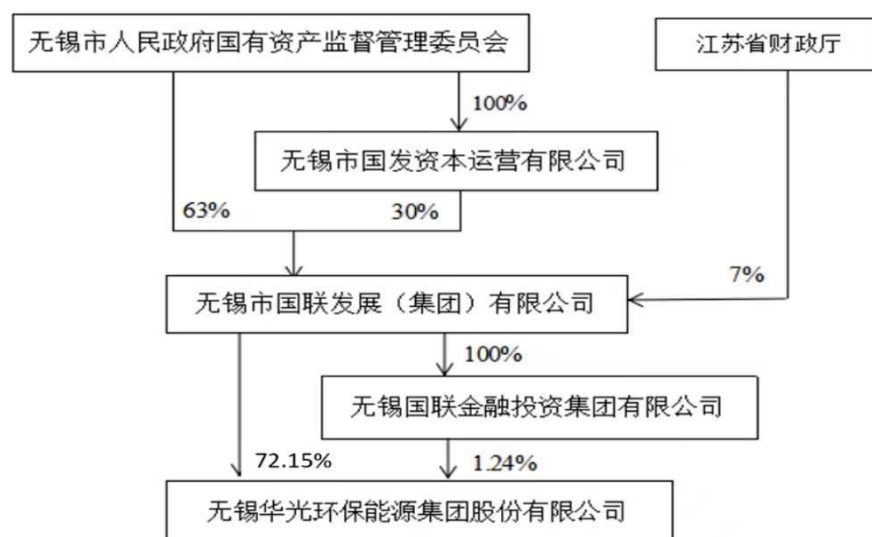 无锡市人民政府国有资产监督管理委员会
江苏省财政厅
100%
无锡市国发资本运营有限公司
63%
30%
7%
无锡市国联发展（集团）有限公司
100%
无锡国联金融投资集团有限公司
72.15%
1.24%
无锡华光环保能源集团股份有限公司